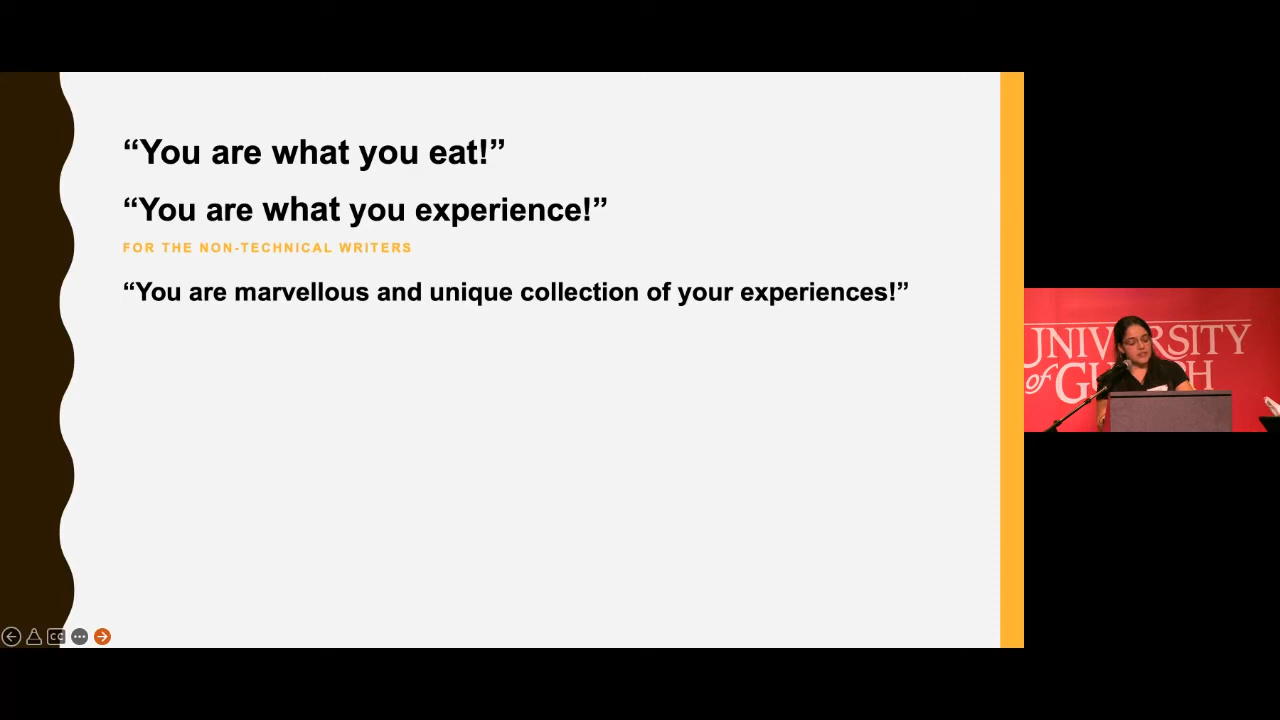 “You are what you eat!”
“You are what you experience!”
FOR THE NON-TECHNICAL WRITERS
“You are marvellous and unique collection of your experiences!”
CC
UNIVERSITY
of GUELPH